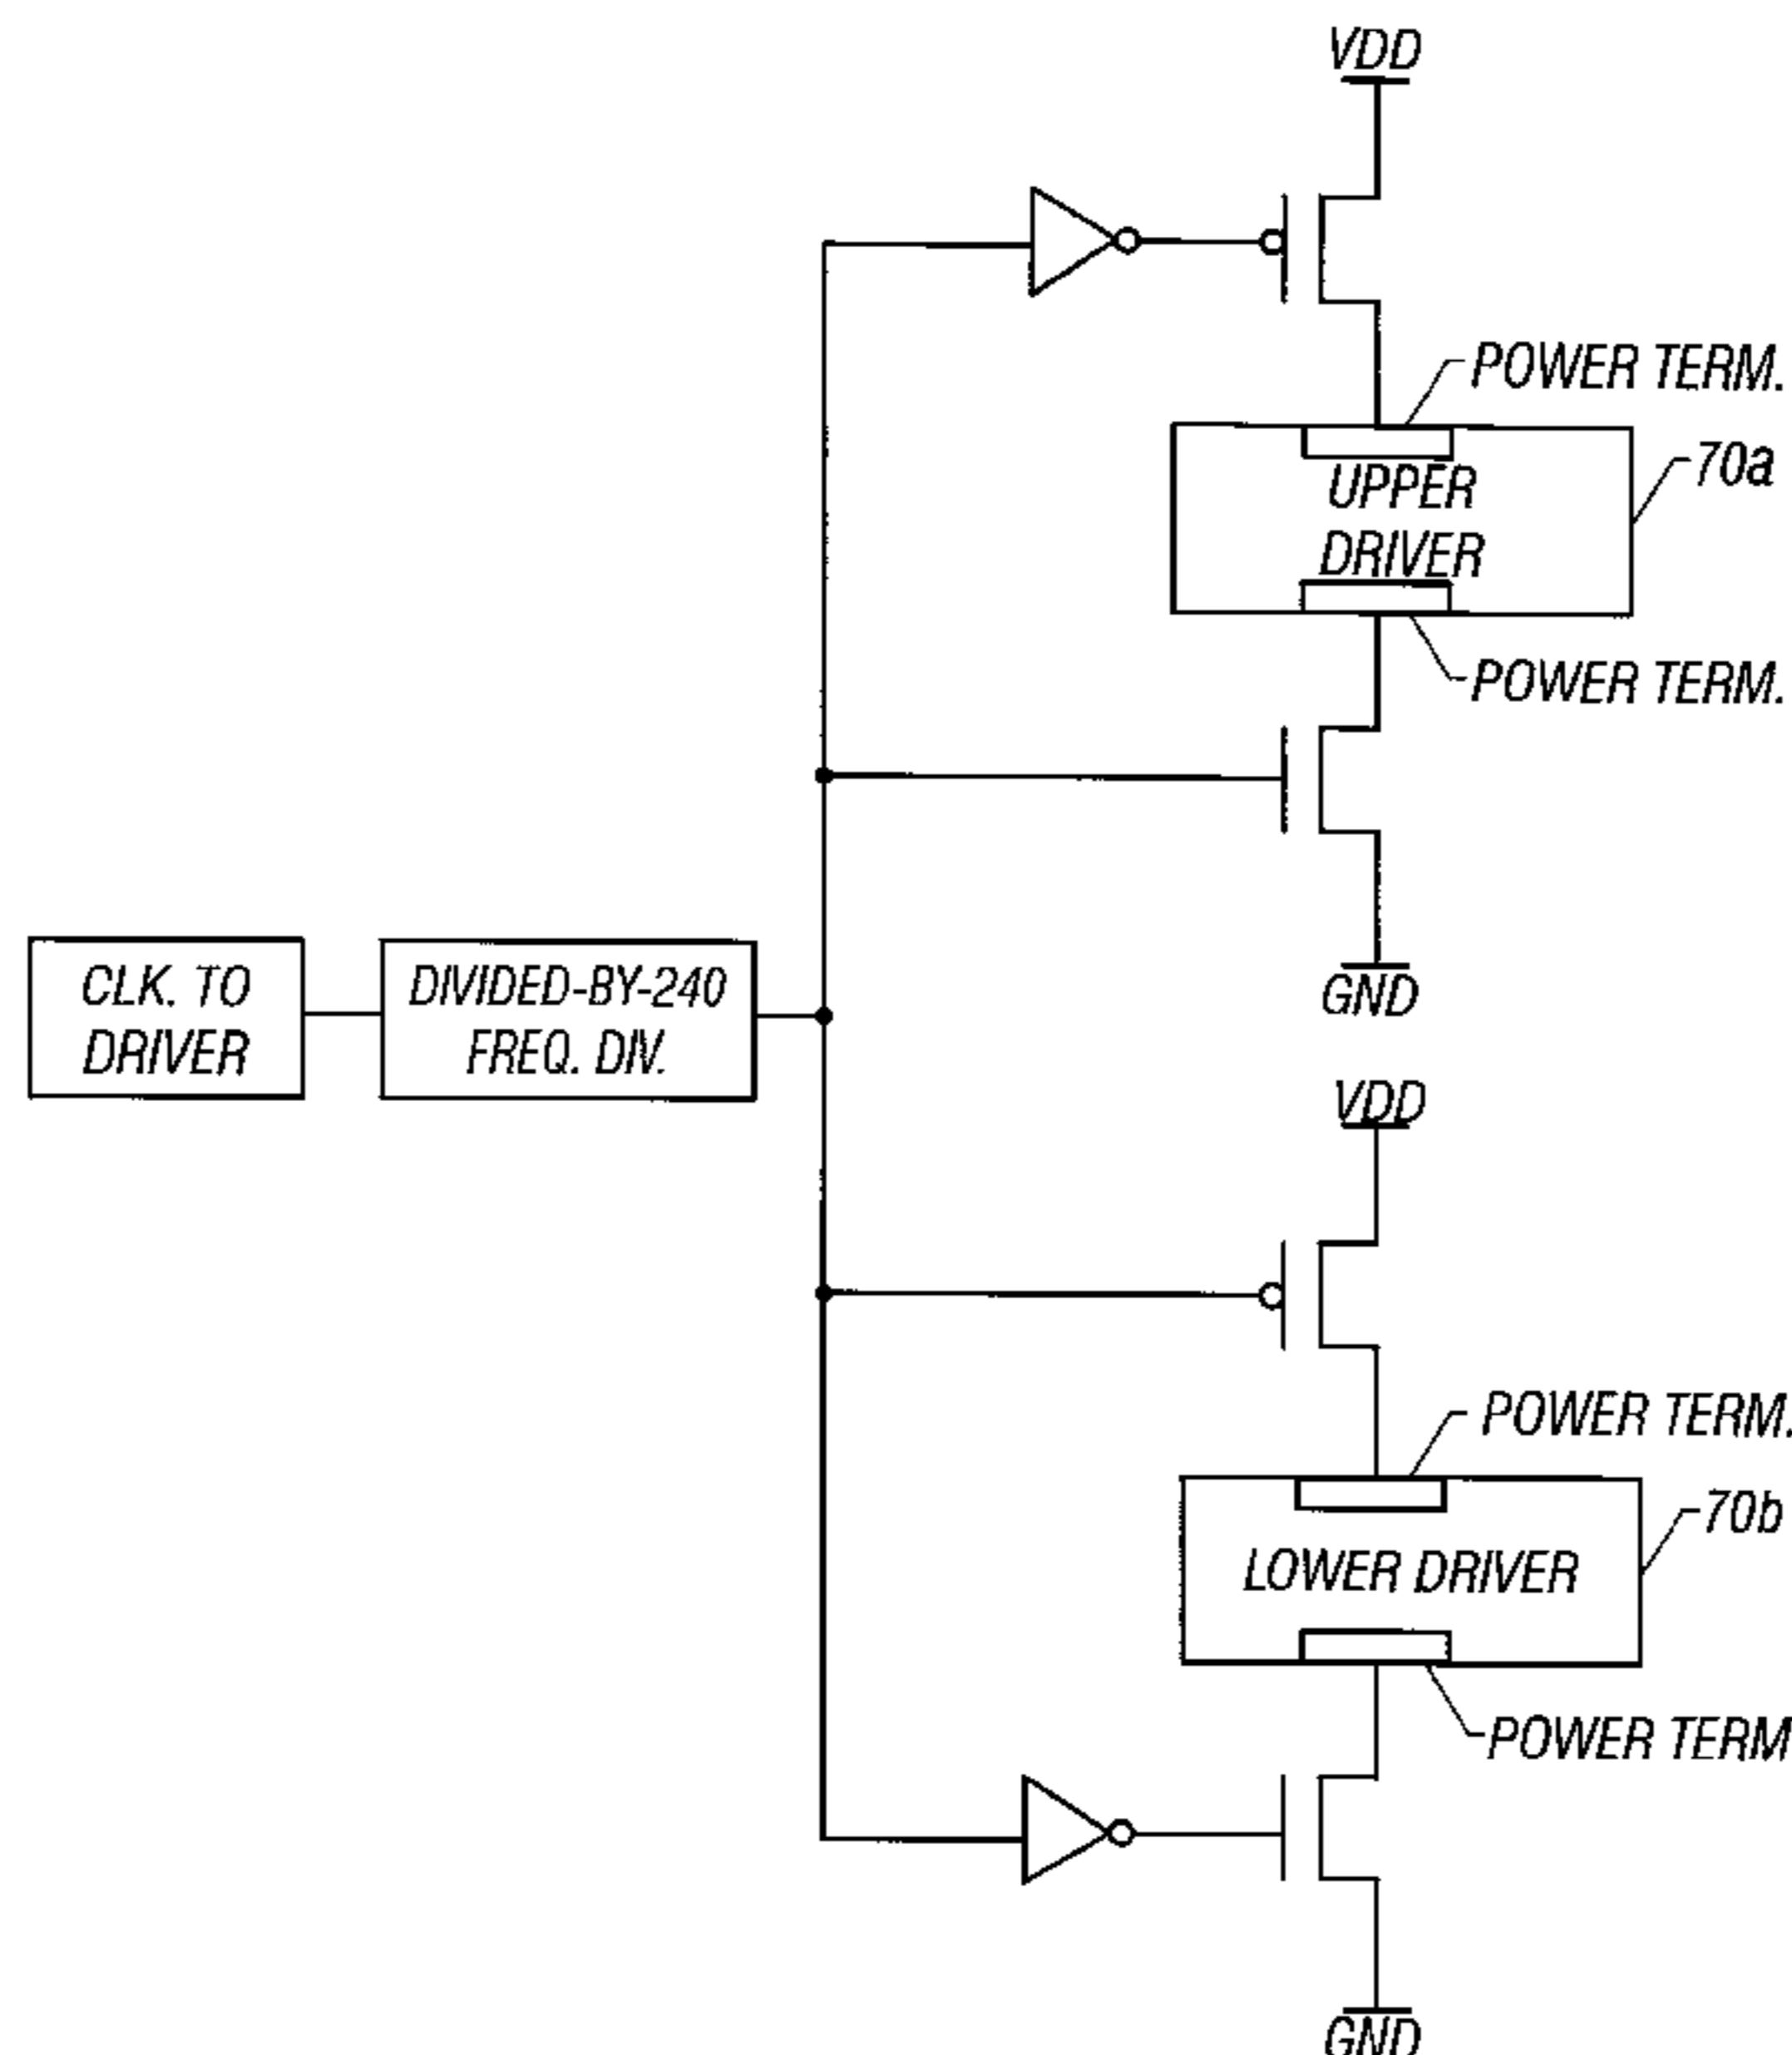 VDD
POWER TERM.
70a
UPPER
DRIVER
POWER TERM.
GND
CLK. TO
DRIVER
DIVIDED-BY-240
FREQ. DIV.
VDD
POWER TERM.
70b
LOWER DRIVER
POWER TERM
GND